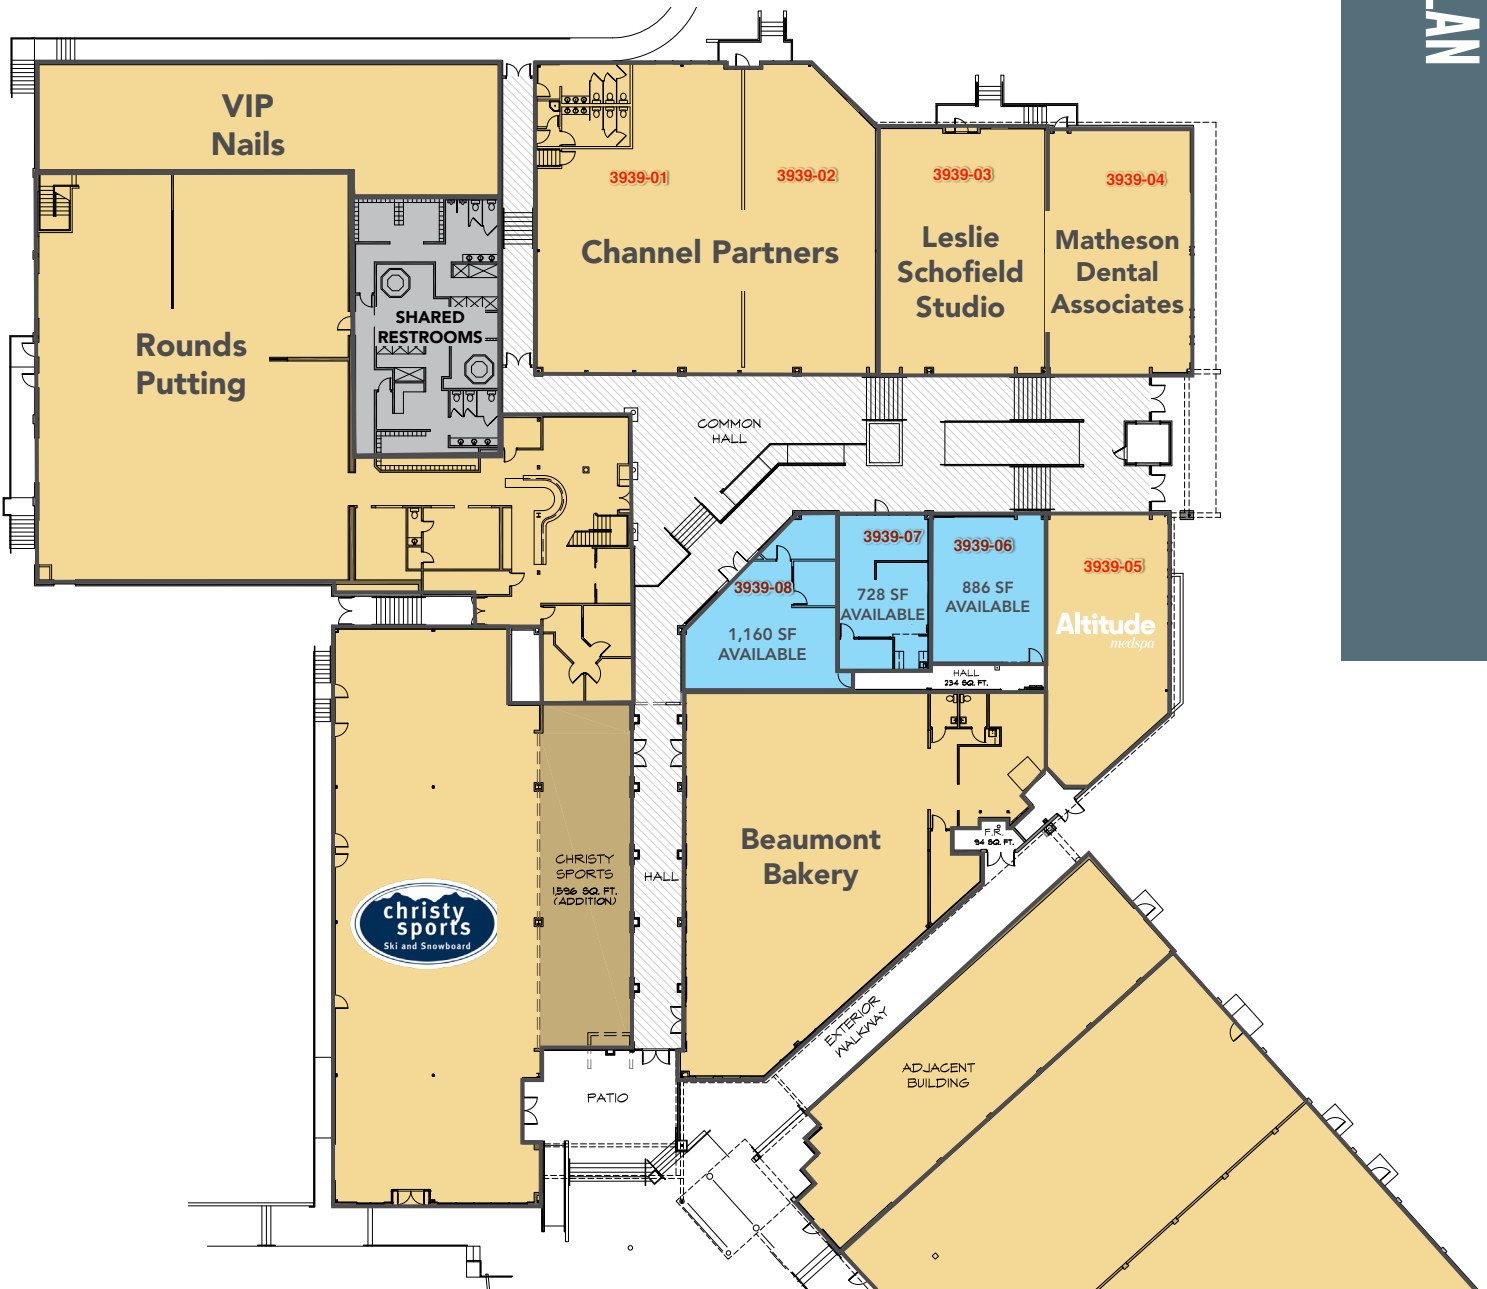 LAN
VIP
Nails
3939-01
3939-02
3939-03
3939-04
Channel Partners
Leslie
Schofield
Studio
Matheson
Dental
Associates
Rounds
Putting
SHARED
RESTROOMS
COMMON
HALL
3939-07
3939-06
3939-05
3939-08
728 SF
AVAILABLE
886 SF
AVAILABLE
1,160 SF
AVAILABLE
Altitude
medspa
HALL
234 SQ. FT.
Beaumont
Bakery
F.R.
94 SQ. FT.
CHRISTY
SPORTS
1,596 SQ. FT.
(ADDITION)
HALL
christy
sports
Ski and Snowboard
EXTERIOR
WALKWAY
ADJACENT
BUILDING
PATIO